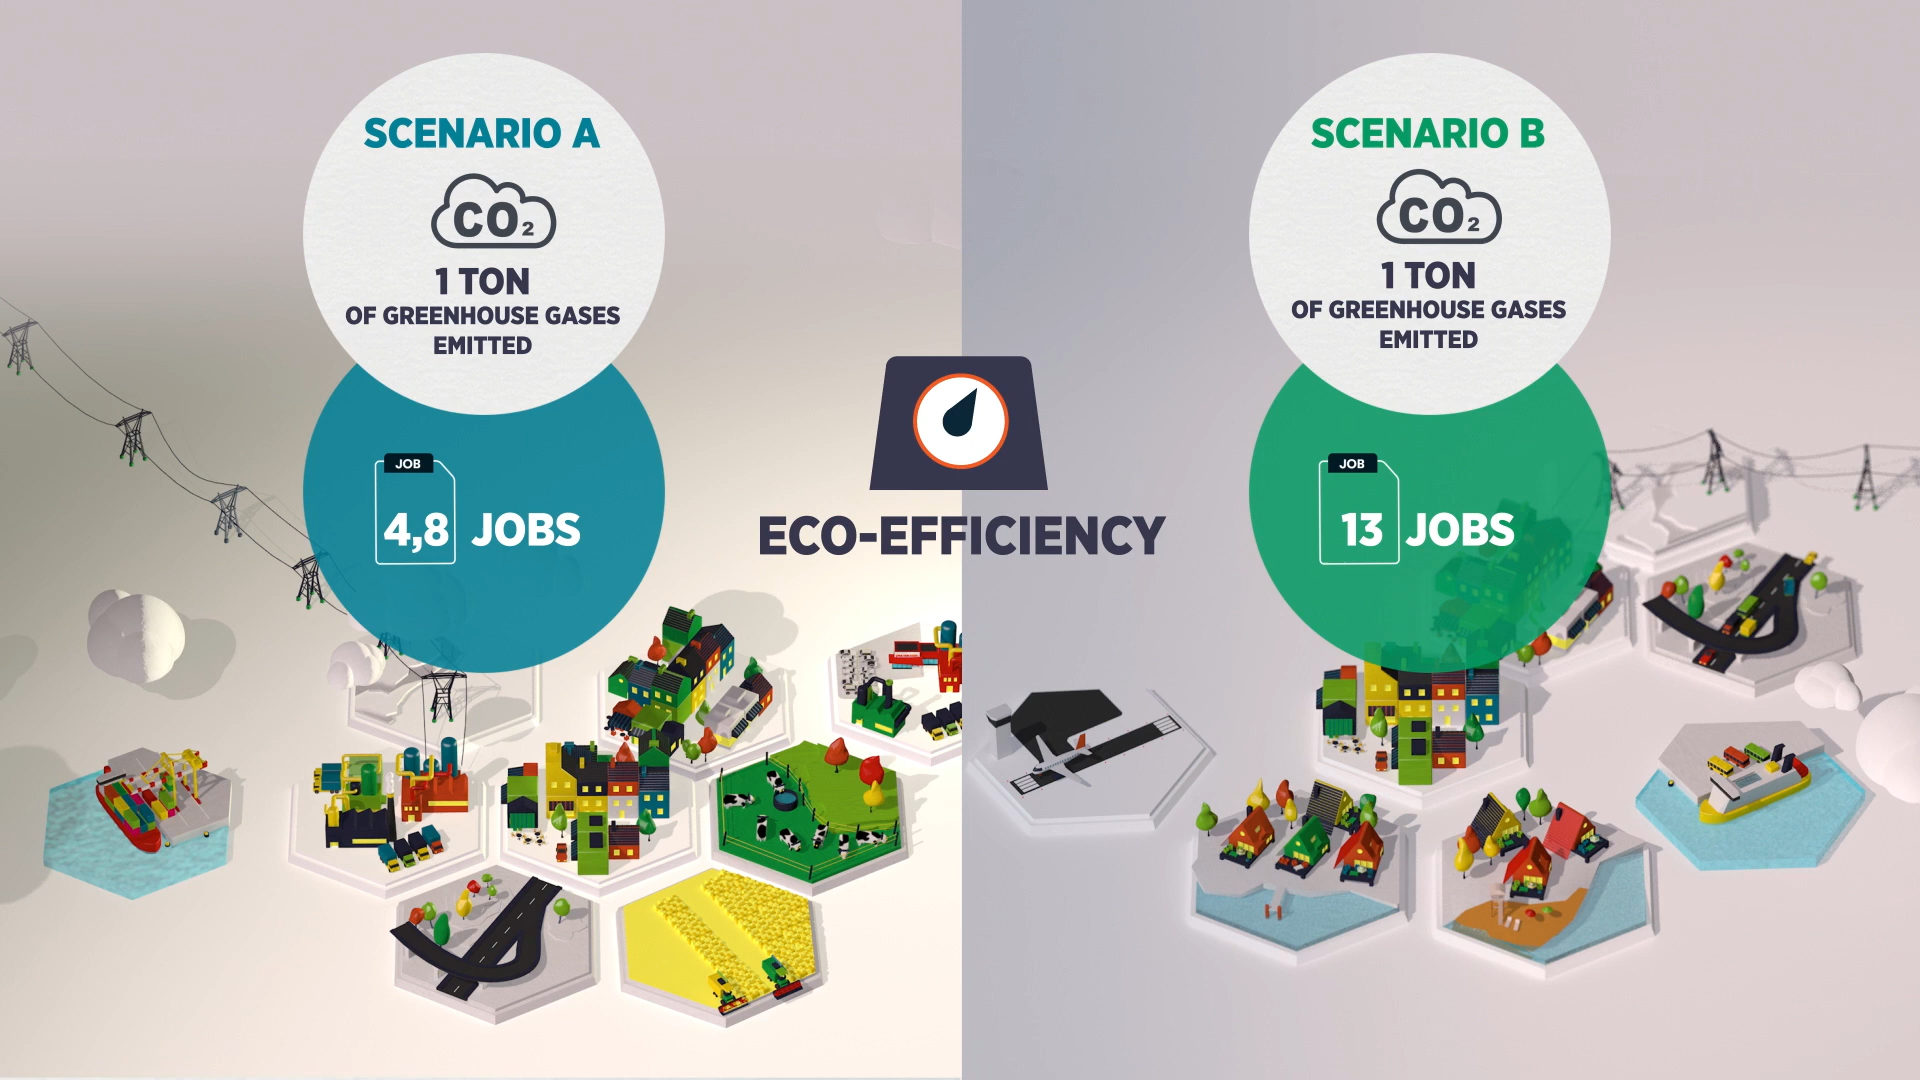 SCENARIO A
CO₂
1 TON
OF GREENHOUSE GASES
EMITTED
JOB
4,8 JOBS
ECO-EFFICIENCY
SCENARIO B
CO₂
1 TON
OF GREENHOUSE GASES
EMITTED
JOB
13 JOBS